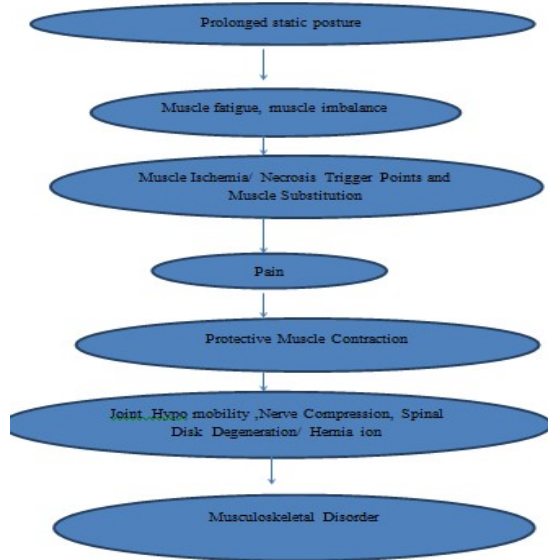 Prolonged static posture
Muscle fatigue, muscle imbalance
Muscle Ischemia/ Necrosis Trigger Points and
Muscle Substitution
Pain
Protective Muscle Contraction
Joint Hypo mobility ,Nerve Compression, Spinal
Disk Degeneration/ Hernia ion
Musculoskeletal Disorder